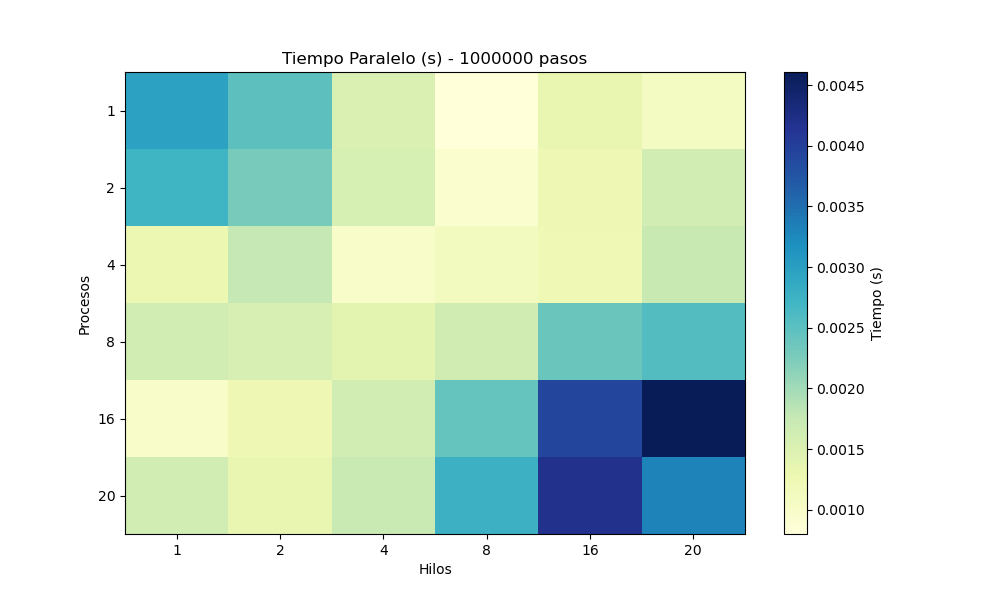 Tiempo Paralelo (s) - 1000000 pasos
Procesos
1
2
4
8
16
20
1 2 4 8 16 20
Hilos
0.0045
0.0040
0.0035
0.0030
0.0025
0.0020
0.0015
0.0010
Tiempo (s)